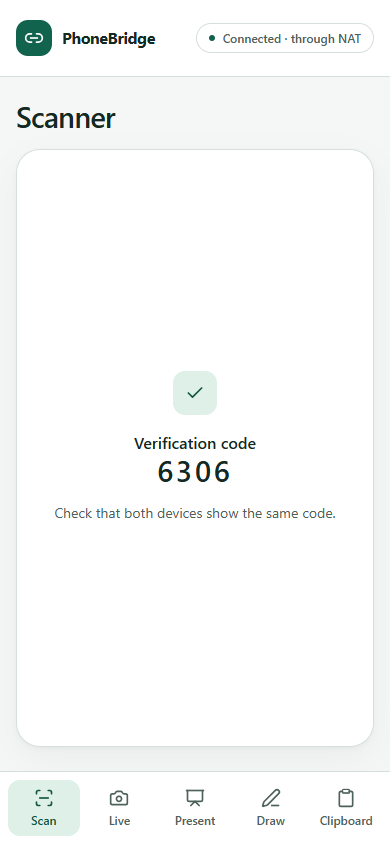 PhoneBridge
Connected · through NAT
Scanner
Verification code
6306
Check that both devices show the same code.
Scan
Live
Present
Draw
Clipboard